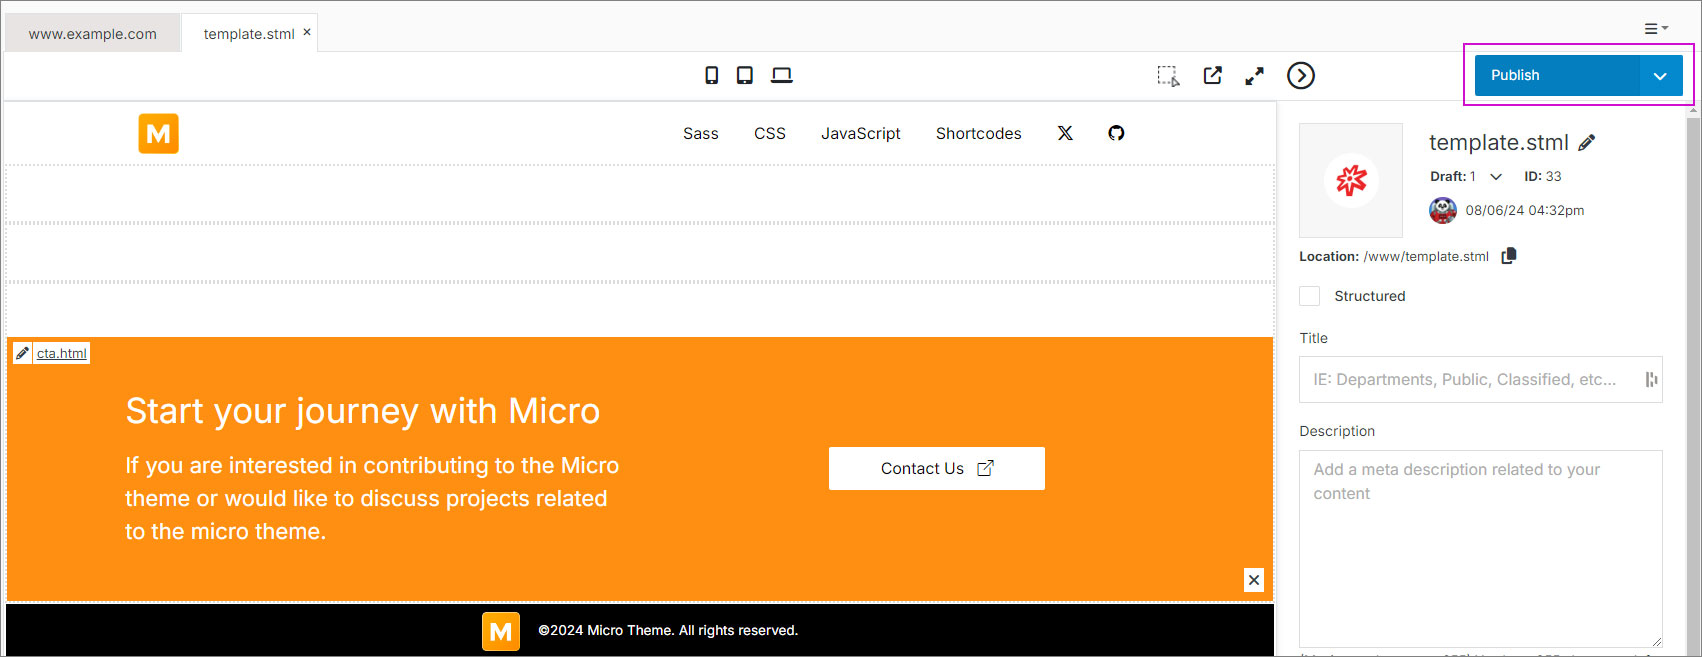 www.example.com
template.stml ×
Publish
M
Sass CSS JavaScript Shortcodes
template.stml
Draft: 1 ID: 33
08/06/24 04:32pm
Location: /www/template.stml
Structured
Title
IE: Departments, Public, Classified, etc...
Description
Add a meta description related to your
content
cta.html
Start your journey with Micro
If you are interested in contributing to the Micro
theme or would like to discuss projects related
to the micro theme.
Contact Us
M
©2024 Micro Theme. All rights reserved.